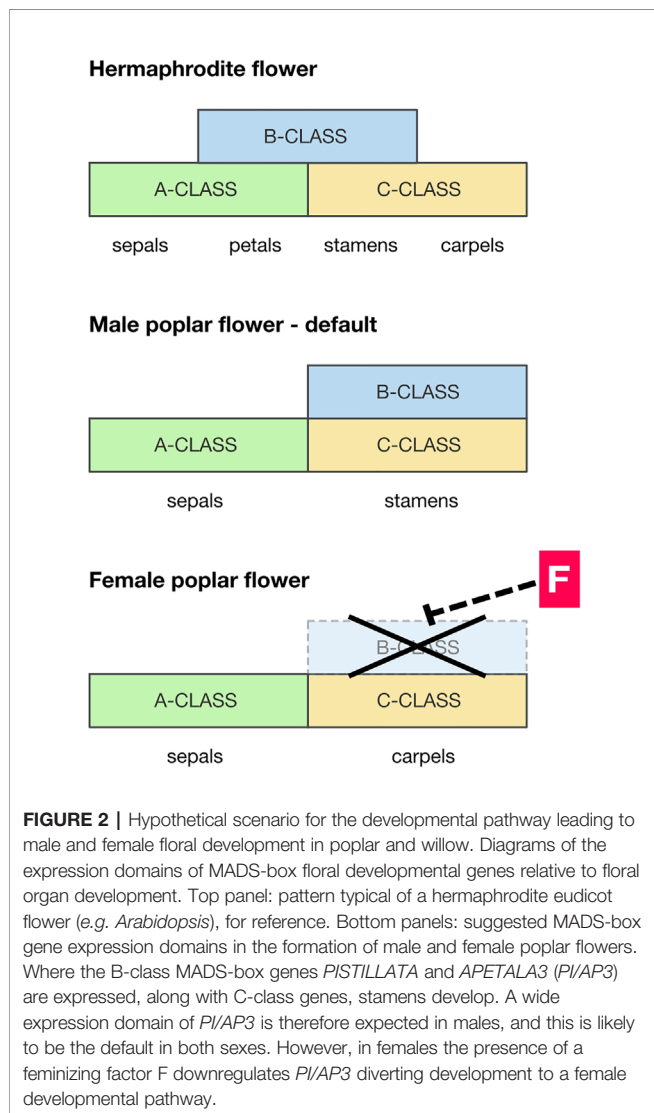 Hermaphrodite flower
B-CLASS
A-CLASS C-CLASS
sepals petals stamens carpels
Male poplar flower - default
B-CLASS
A-CLASS C-CLASS
sepals stamens
Female poplar flower
F
B-CLASS
A-CLASS C-CLASS
sepals carpels
FIGURE 2 | Hypothetical scenario for the developmental pathway leading to
male and female floral development in poplar and willow. Diagrams of the
expression domains of MADS-box floral developmental genes relative to floral
organ development. Top panel: pattern typical of a hermaphrodite eudicot
flower (e.g. Arabidopsis), for reference. Bottom panels: suggested MADS-box
gene expression domains in the formation of male and female poplar flowers.
Where the B-class MADS-box genes PISTILLATA and APETALA3 (PI/AP3)
are expressed, along with C-class genes, stamens develop. A wide
expression domain of PI/AP3 is therefore expected in males, and this is likely
to be the default in both sexes. However, in females the presence of a
feminizing factor F downregulates PI/AP3 diverting development to a female
developmental pathway.